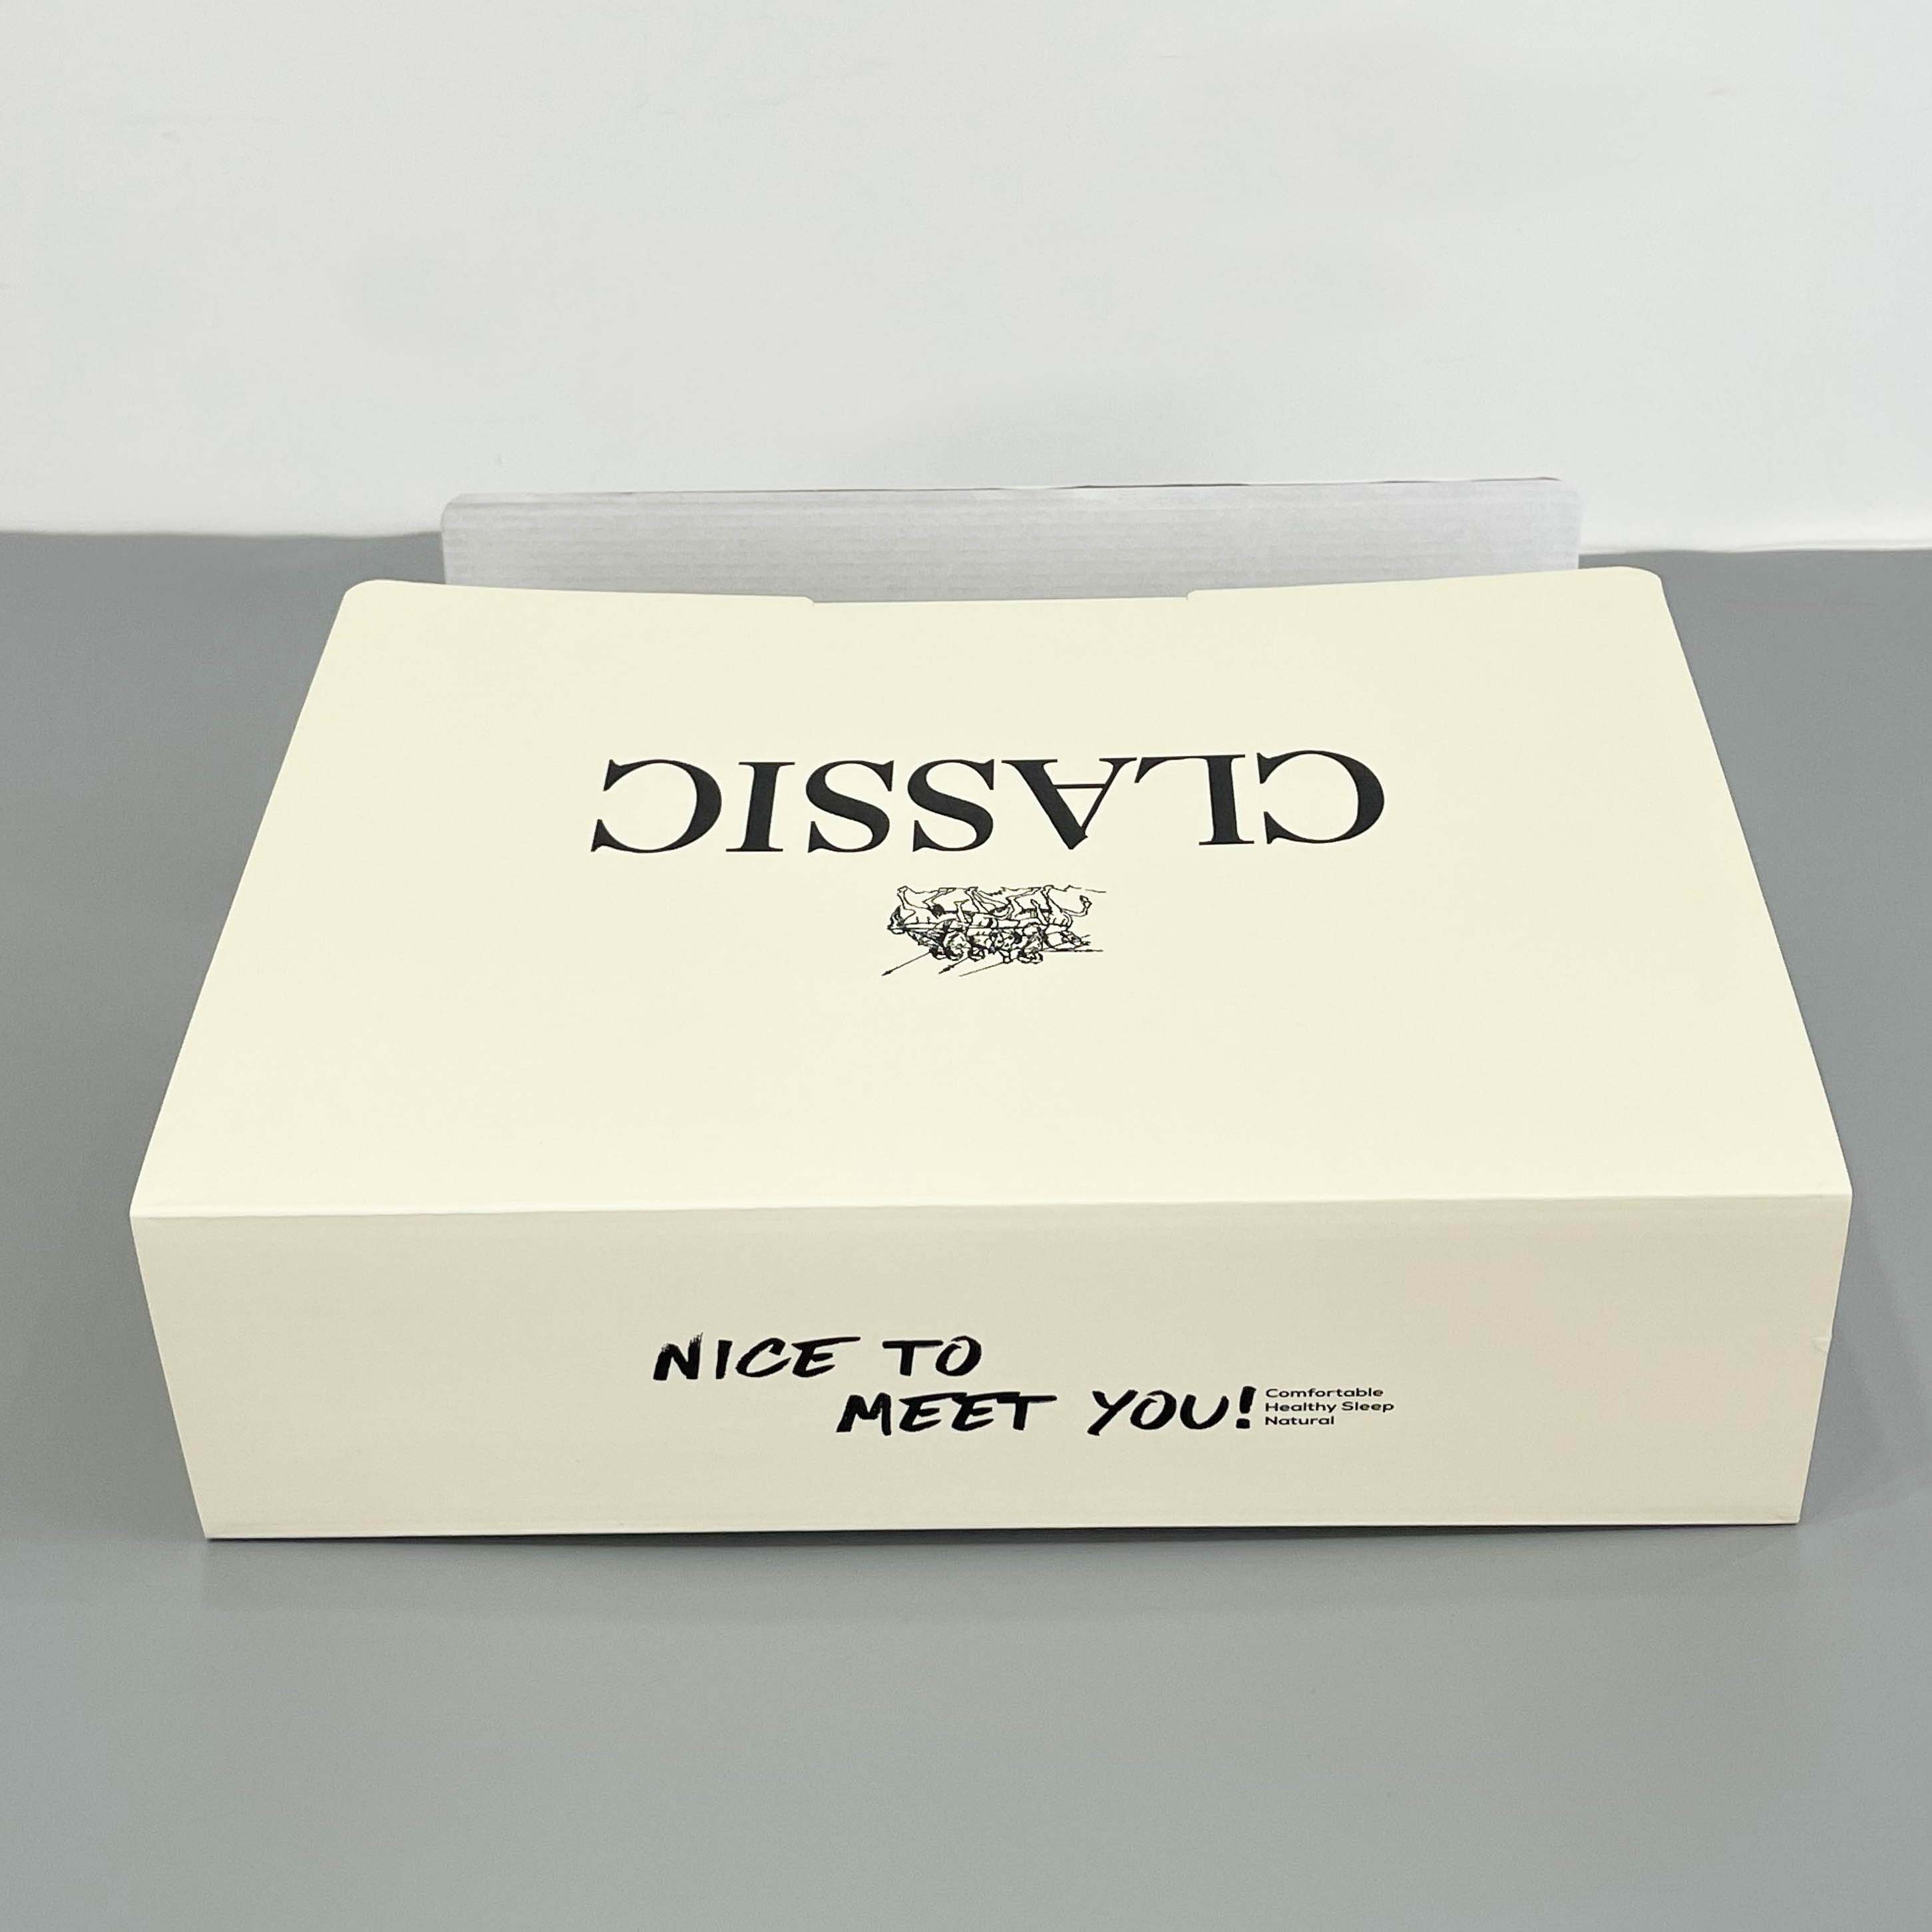 CLASSIC
NICE TO
MEET YOU!
Comfortable
Healthy Sleep
Natural